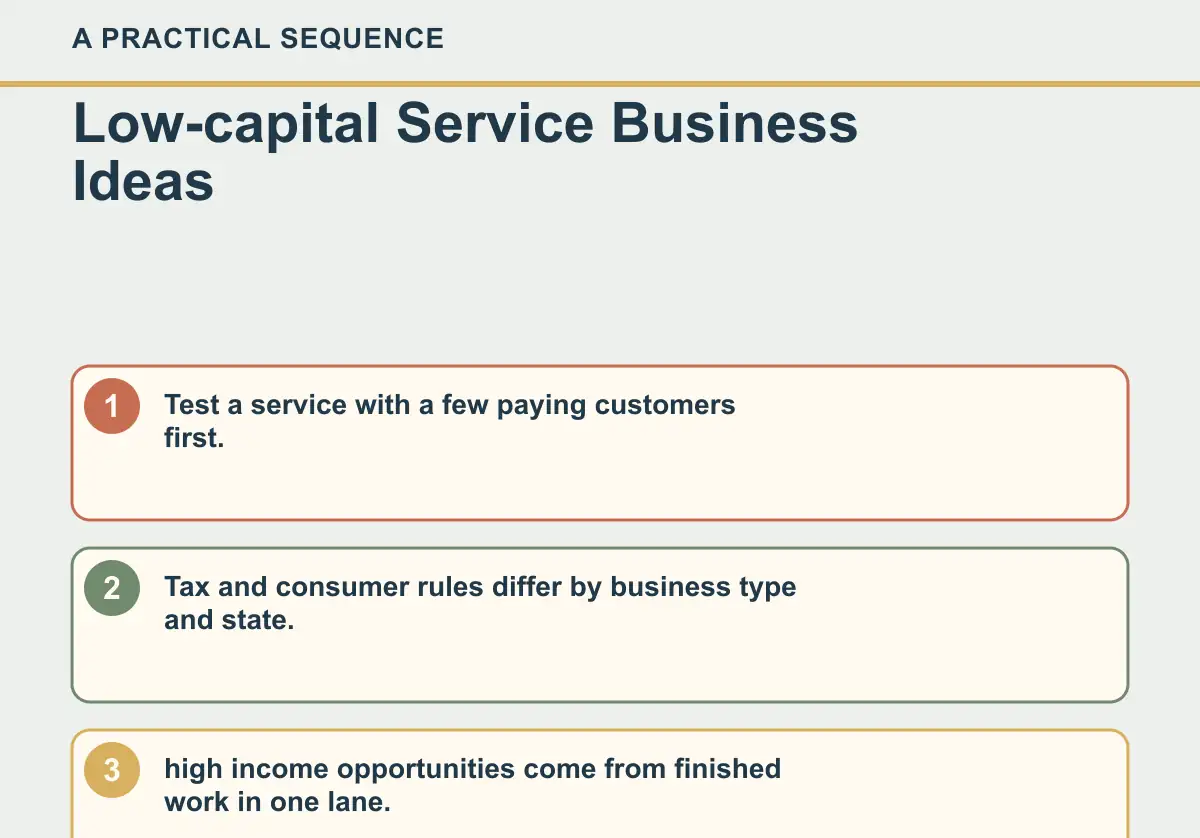 A PRACTICAL SEQUENCE
Low-capital Service Business
Ideas
1
Test a service with a few paying customers
first.
2
Tax and consumer rules differ by business type
and state.
3
high income opportunities come from finished
work in one lane.